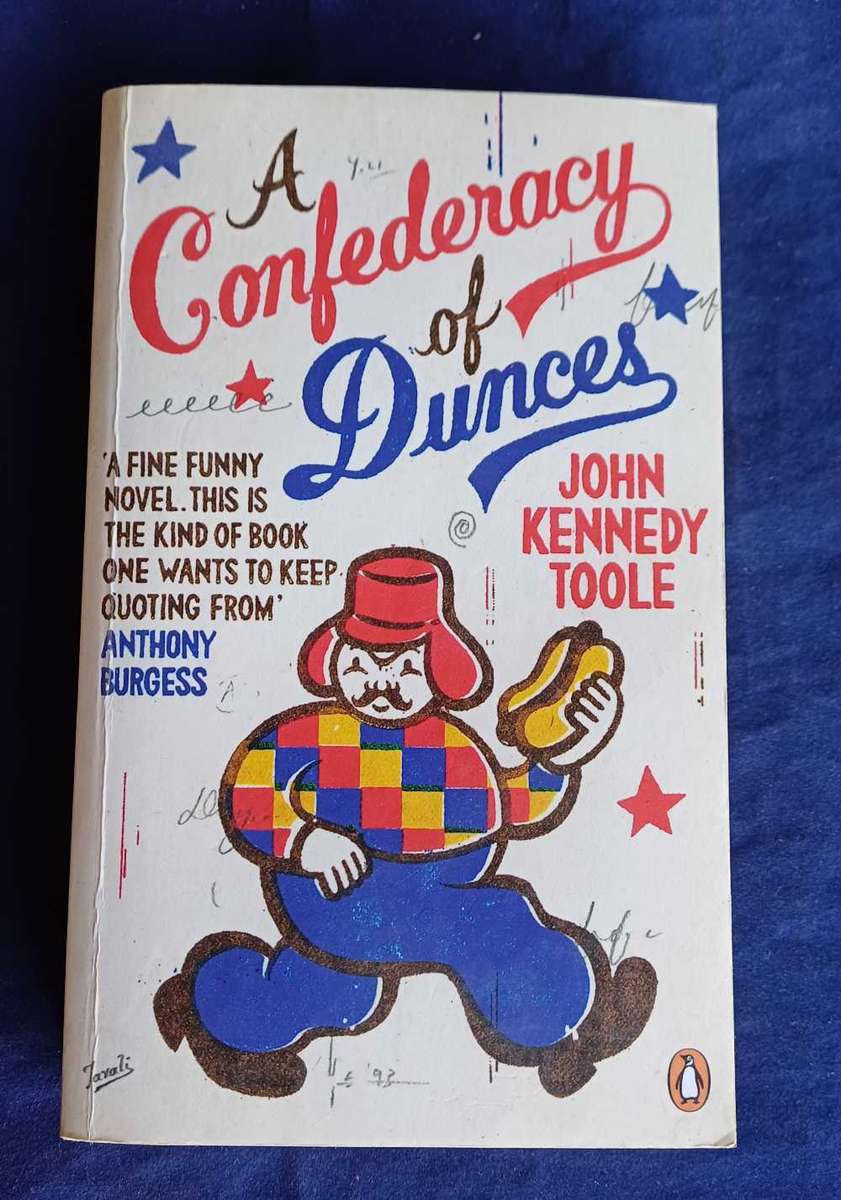 A
Confederacy
of
Dunces
'A FINE FUNNY
NOVEL. THIS IS
THE KIND OF BOOK
ONE WANTS TO KEEP
QUOTING FROM'
ANTHONY
BURGESS
JOHN
KENNEDY
TOOLE
'93